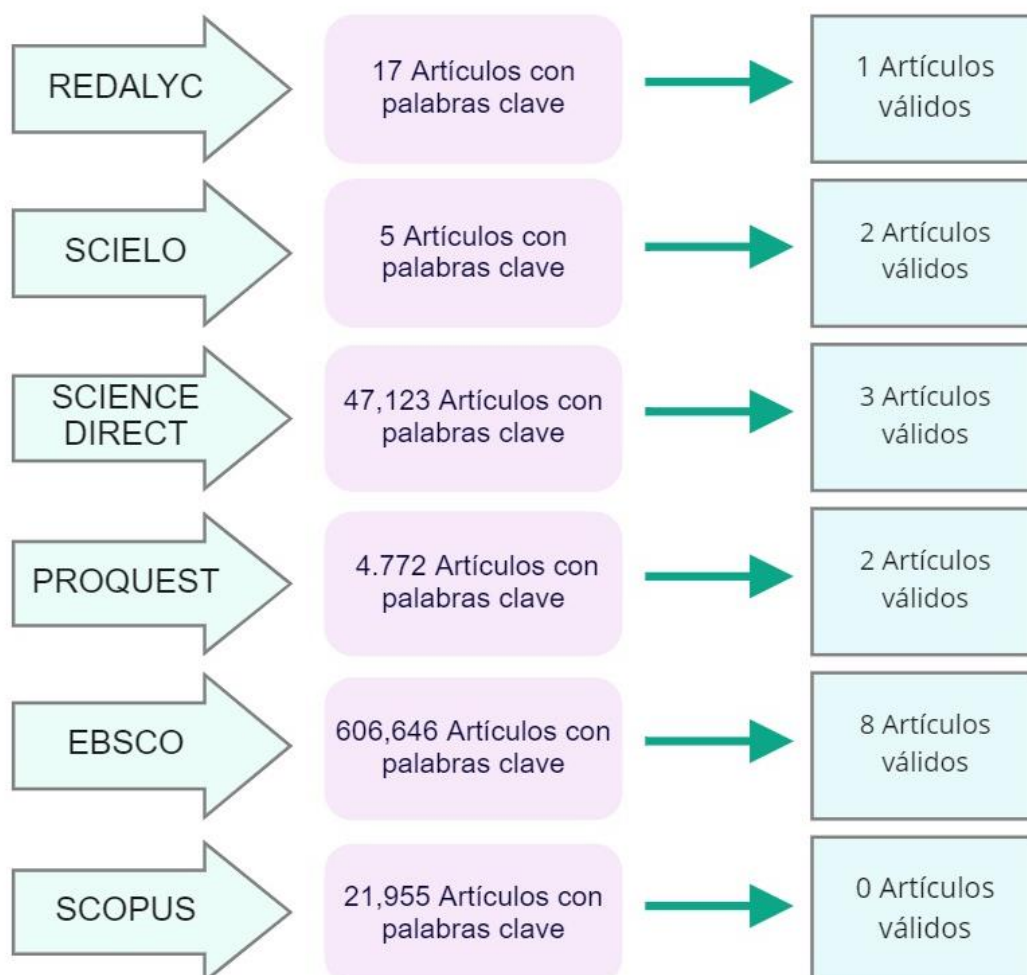 REDALYC
17 Artículos con
palabras clave
1 Artículos
válidos
SCIELO
5 Artículos con
palabras clave
2 Artículos
válidos
SCIENCE
DIRECT
47,123 Artículos con
palabras clave
3 Artículos
válidos
PROQUEST
4.772 Artículos con
palabras clave
2 Artículos
válidos
EBSCO
606,646 Artículos con
palabras clave
8 Artículos
válidos
SCOPUS
21,955 Artículos con
palabras clave
0 Artículos
válidos